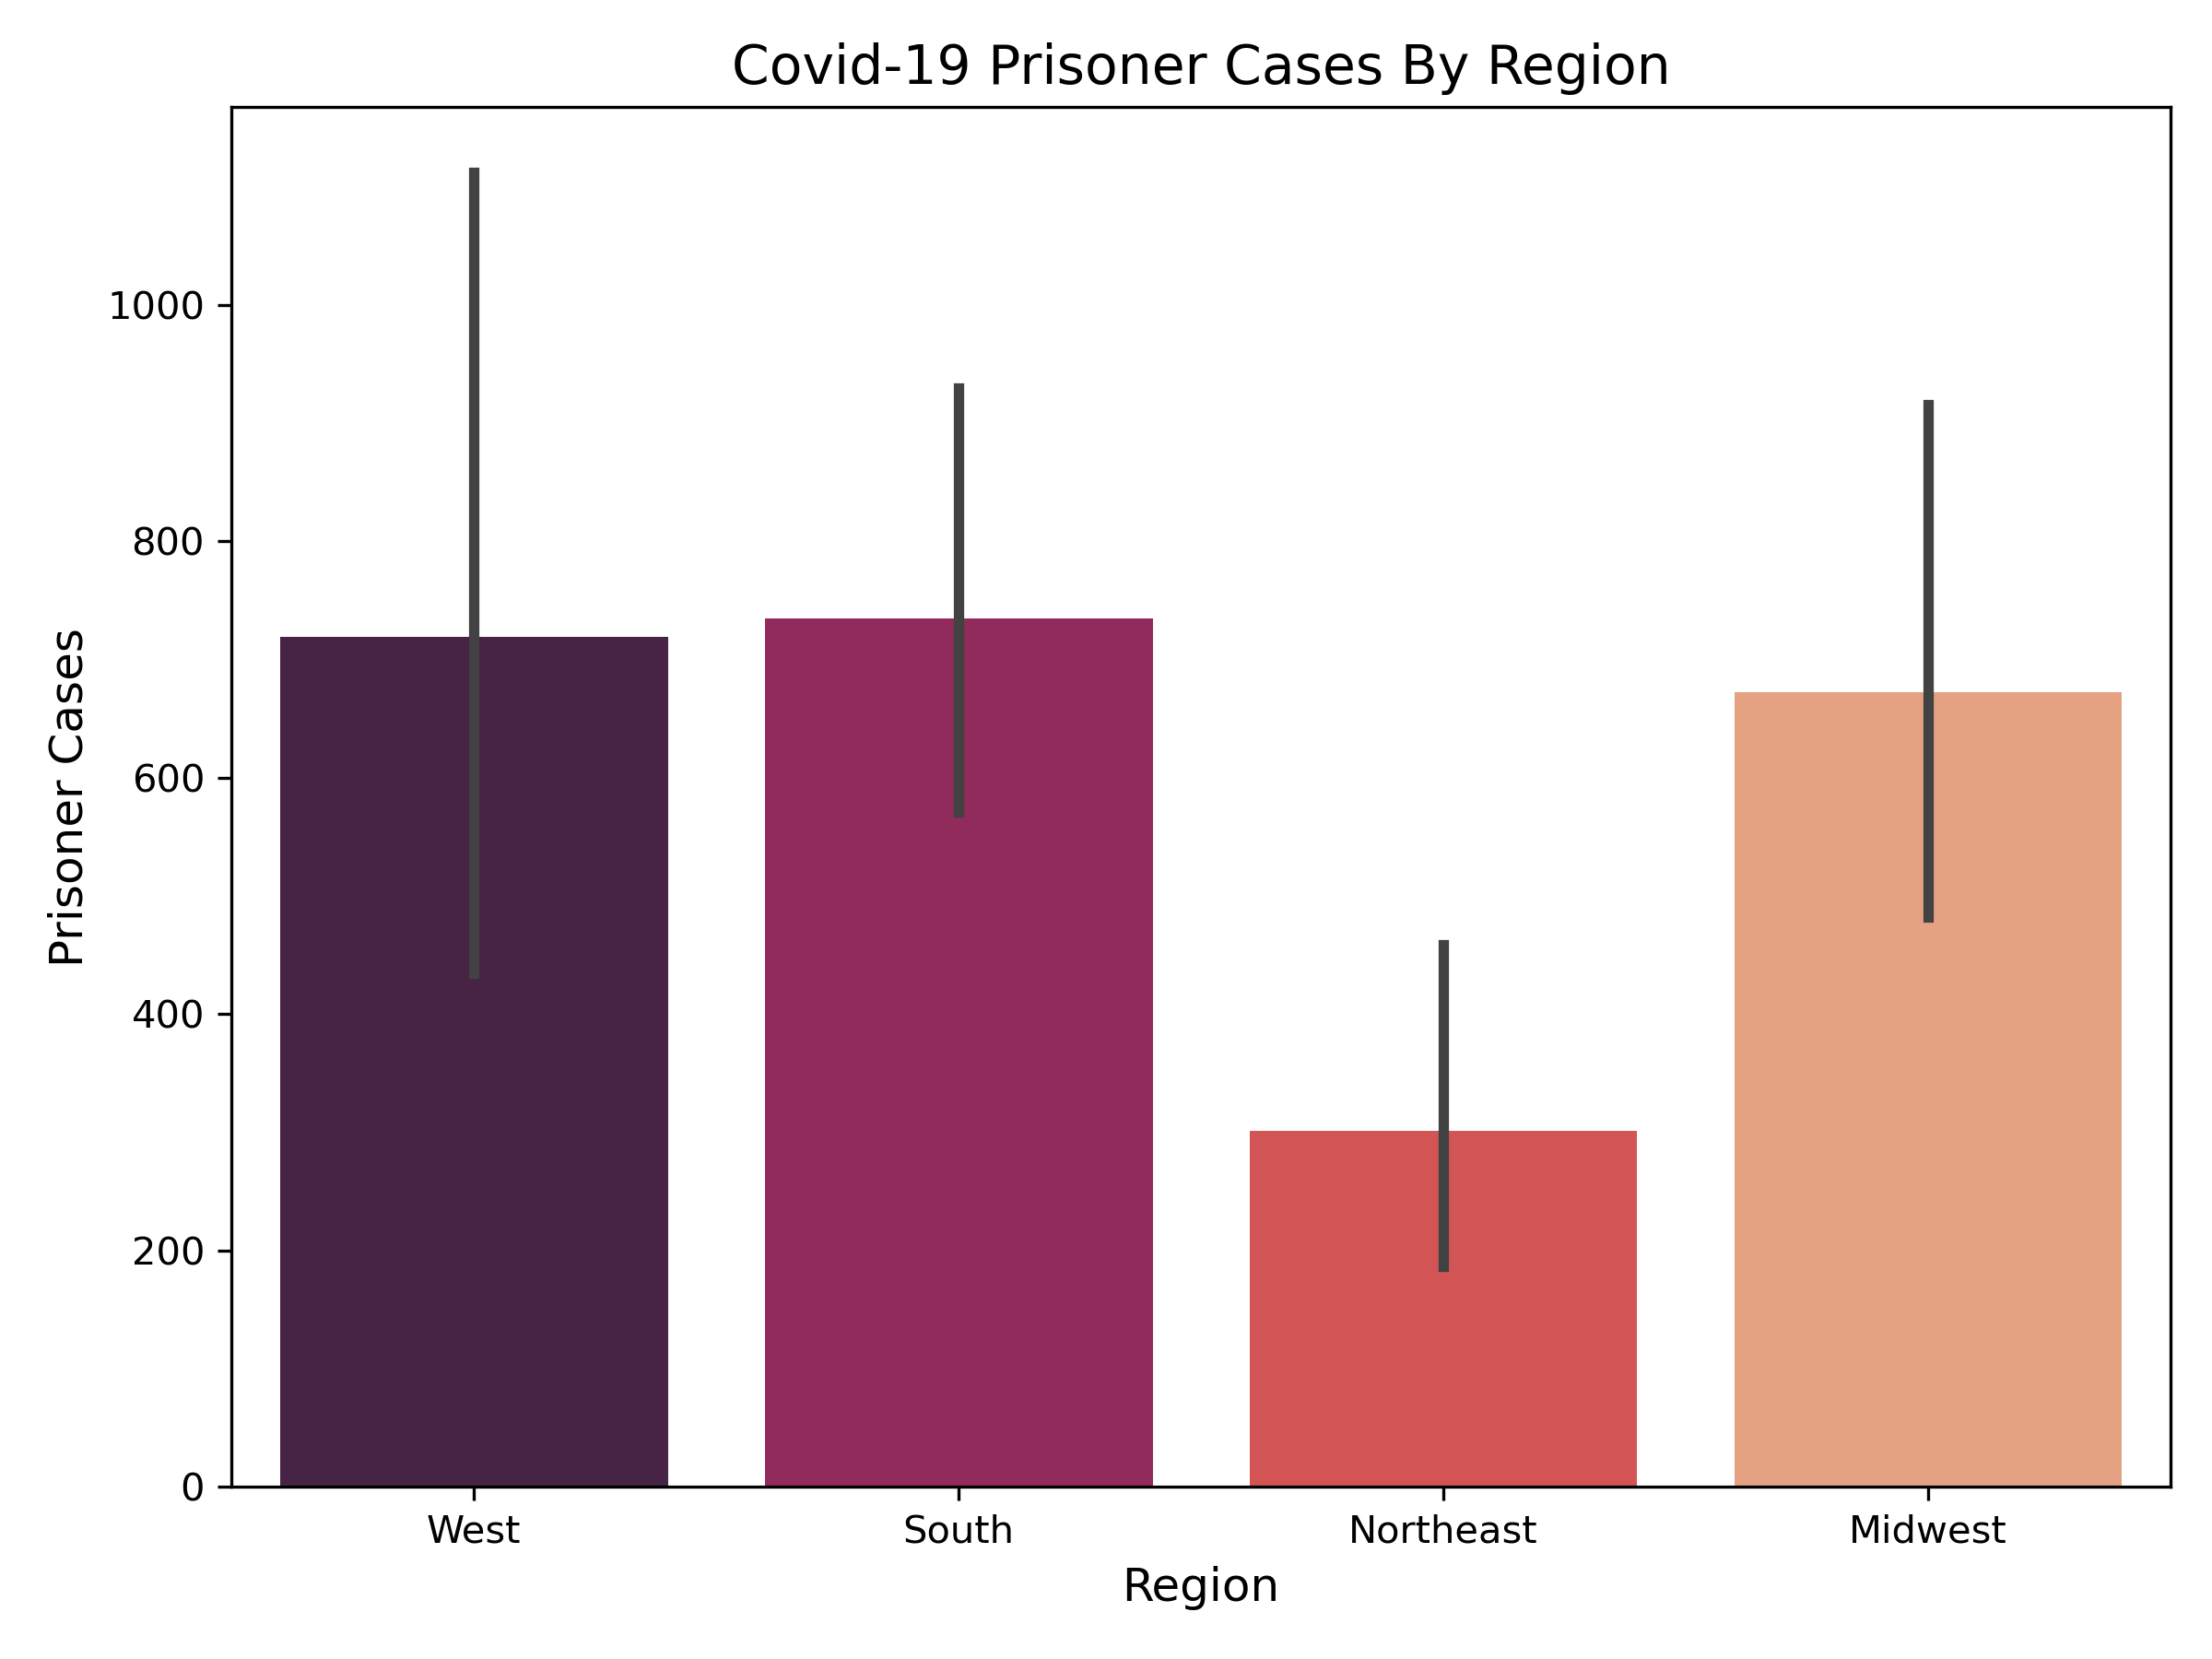 Covid-19 Prisoner Cases By Region
Prisoner Cases
1000
800
600
400
200
0
West South Northeast Midwest
Region